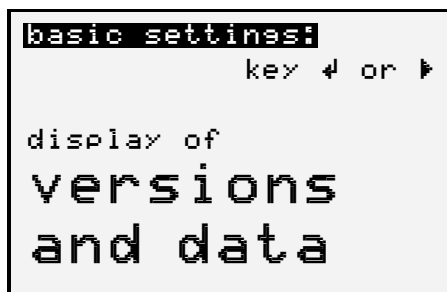 basic settings:
key ↲ or ▶
display of
versions
and data